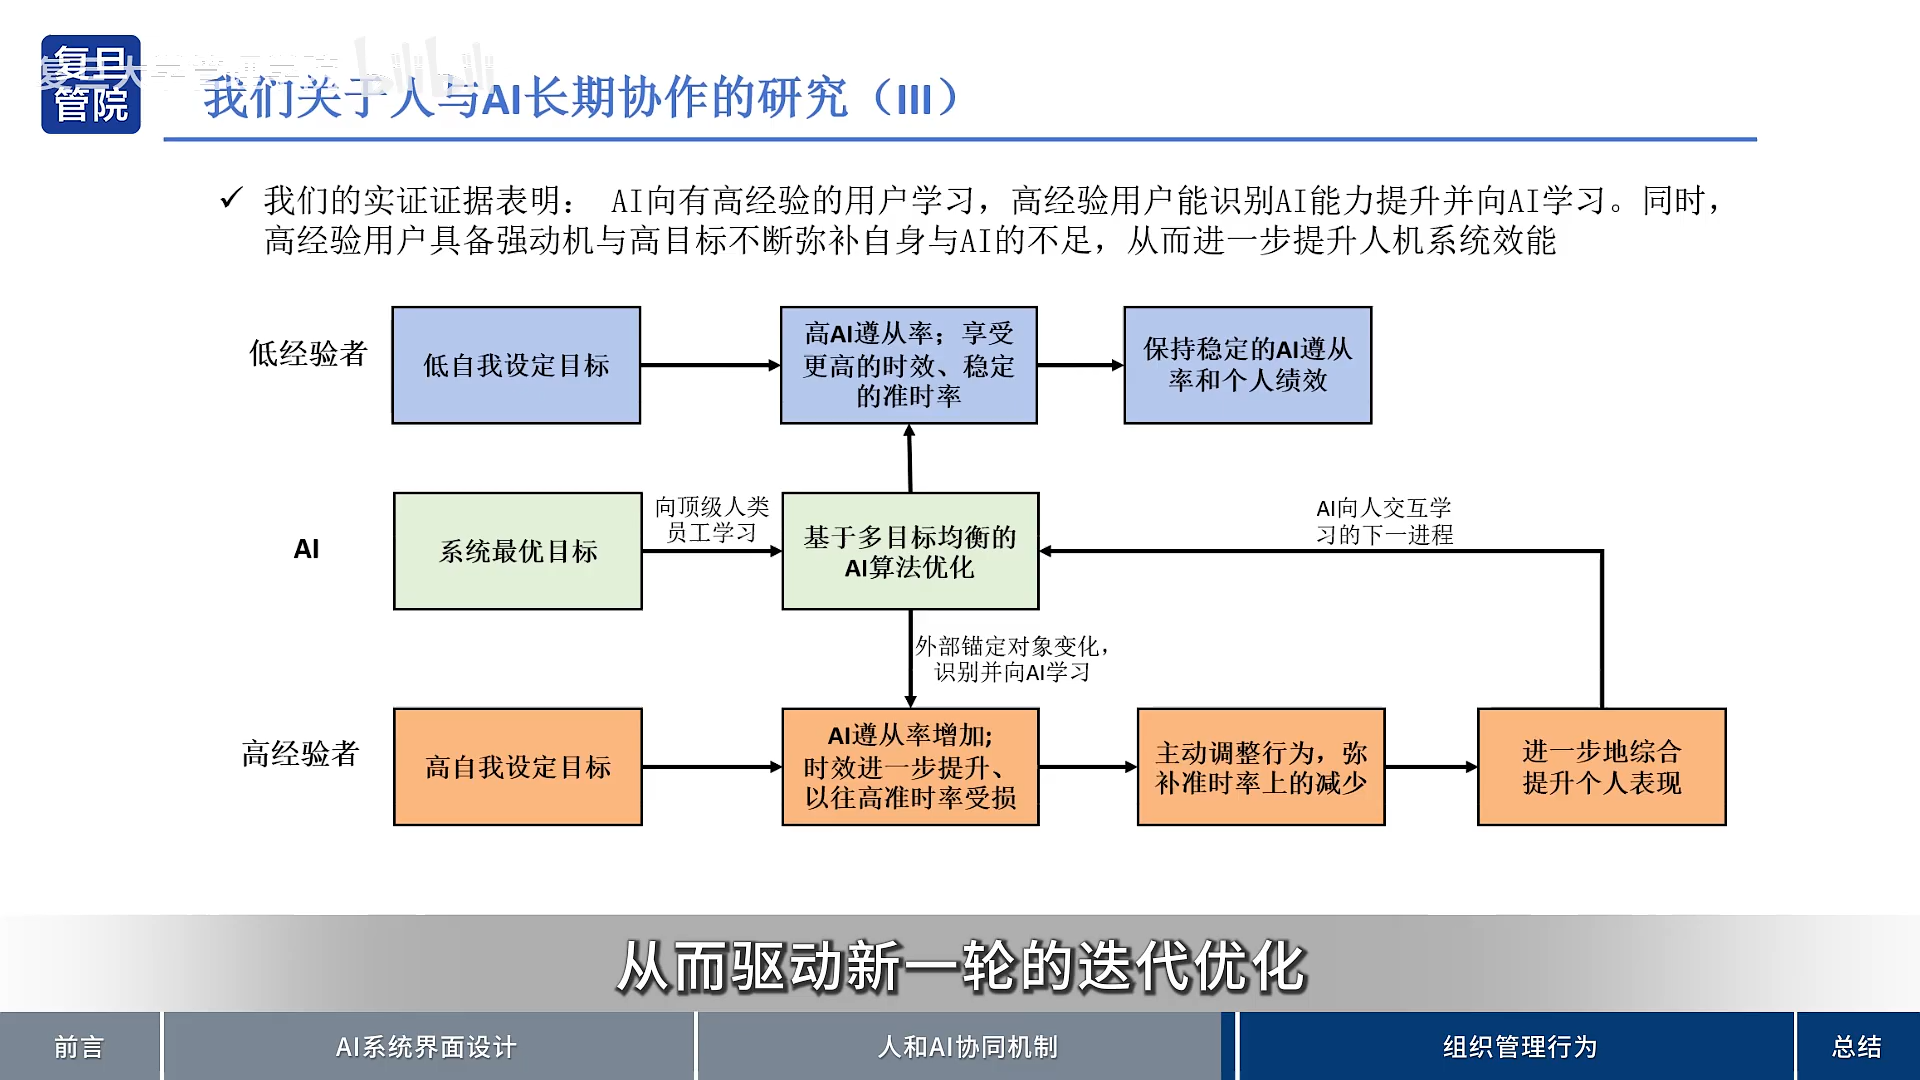 复旦
管院
复旦大学管理学院 bilibili
我们关于人与AI长期协作的研究（III）
✓ 我们的实证证据表明： AI向有高经验的用户学习，高经验用户能识别AI能力提升并向AI学习。同时，
高经验用户具备强动机与高目标不断弥补自身与AI的不足，从而进一步提升人机系统效能
低经验者
低自我设定目标
高AI遵从率；享受
更高的时效、稳定
的准时率
保持稳定的AI遵从
率和个人绩效
AI
系统最优目标
向顶级人类
员工学习
基于多目标均衡的
AI算法优化
AI向人交互学
习的下一进程
外部锚定对象变化，
识别并向AI学习
高经验者
高自我设定目标
AI遵从率增加;
时效进一步提升、
以往高准时率受损
主动调整行为，弥
补准时率上的减少
进一步地综合
提升个人表现
从而驱动新一轮的迭代优化
前言
AI系统界面设计
人和AI协同机制
组织管理行为
总结